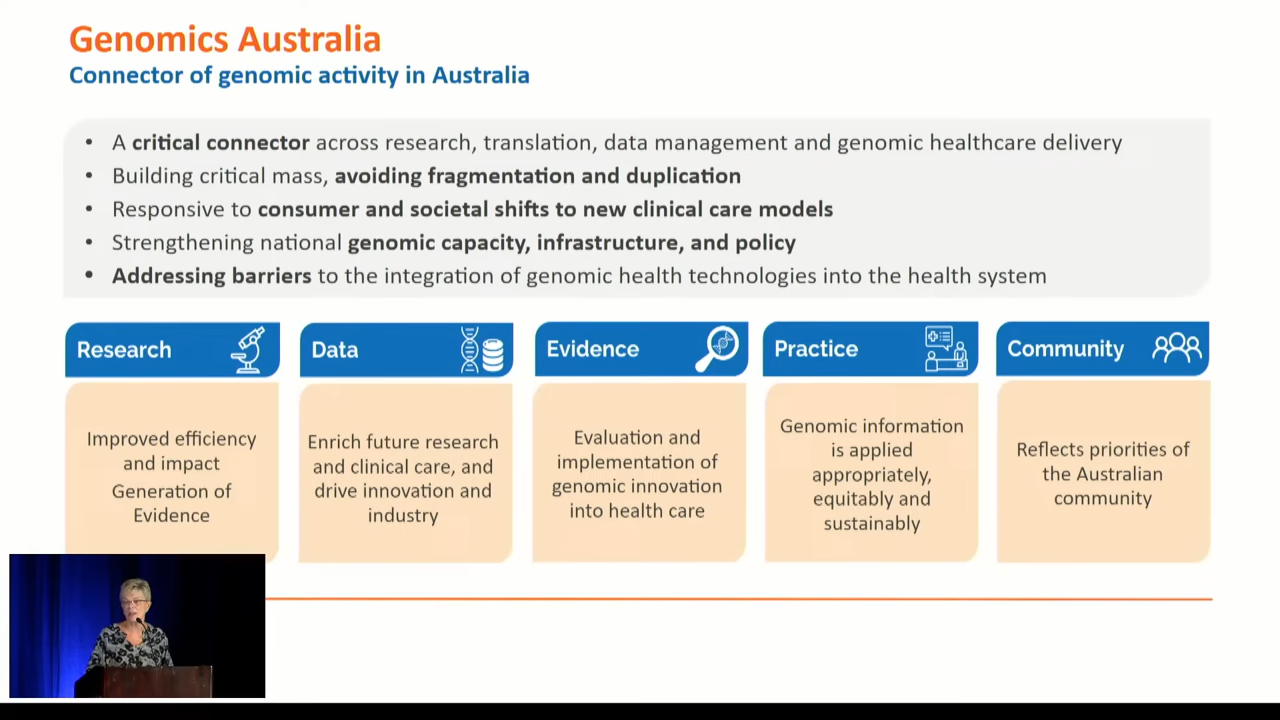 Genomics Australia
Connector of genomic activity in Australia
• A critical connector across research, translation, data management and genomic healthcare delivery
• Building critical mass, avoiding fragmentation and duplication
• Responsive to consumer and societal shifts to new clinical care models
• Strengthening national genomic capacity, infrastructure, and policy
• Addressing barriers to the integration of genomic health technologies into the health system
Research
Improved efficiency
and impact
Generation of
Evidence
Data
Enrich future research
and clinical care, and
drive innovation and
industry
Evidence
Evaluation and
implementation of
genomic innovation
into health care
Practice
Genomic information
is applied
appropriately,
equitably and
sustainably
Community
Reflects priorities of
the Australian
community